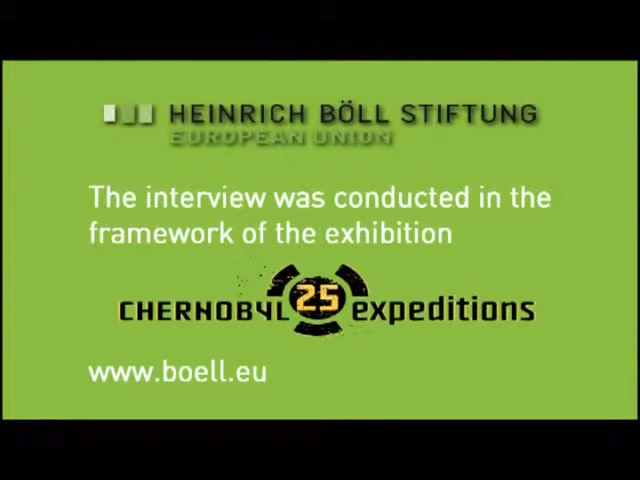 HEINRICH BÖLL STIFTUNG
EUROPEAN UNION
The interview was conducted in the
framework of the exhibition
CHERNOBYL 25 expeditions
www.boell.eu